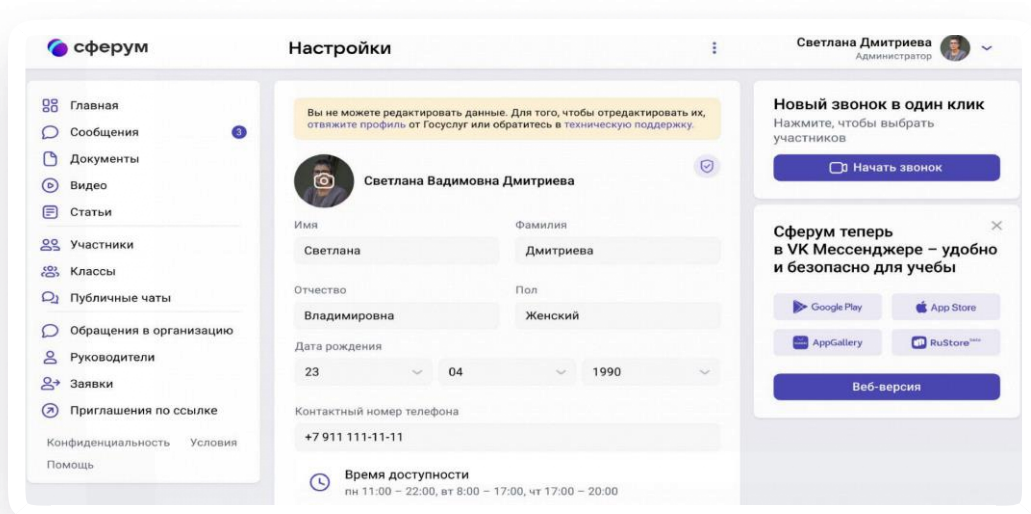 сферум
Настройки
Светлана Дмитриева
Администратор
Главная
Сообщения 3
Документы
Видео
Статьи
Участники
Классы
Публичные чаты
Обращения в организацию
Руководители
Заявки
Приглашения по ссылке
Конфиденциальность Условия
Помощь
Вы не можете редактировать данные. Для того, чтобы отредактировать их,
отвяжите профиль от Госуслуг или обратитесь в техническую поддержку.
Светлана Вадимовна Дмитриева
Имя Фамилия
Светлана Дмитриева
Отчество Пол
Владимировна Женский
Дата рождения
23 04 1990
Контактный номер телефона
+7 911 111-11-11
Время доступности
пн 11:00 – 22:00, вт 8:00 – 17:00, чт 17:00 – 20:00
Новый звонок в один клик
Нажмите, чтобы выбрать
участников
Начать звонок
Сферум теперь
в VK Мессенджере – удобно
и безопасно для учебы
Google Play App Store
AppGallery RuStore
Веб-версия